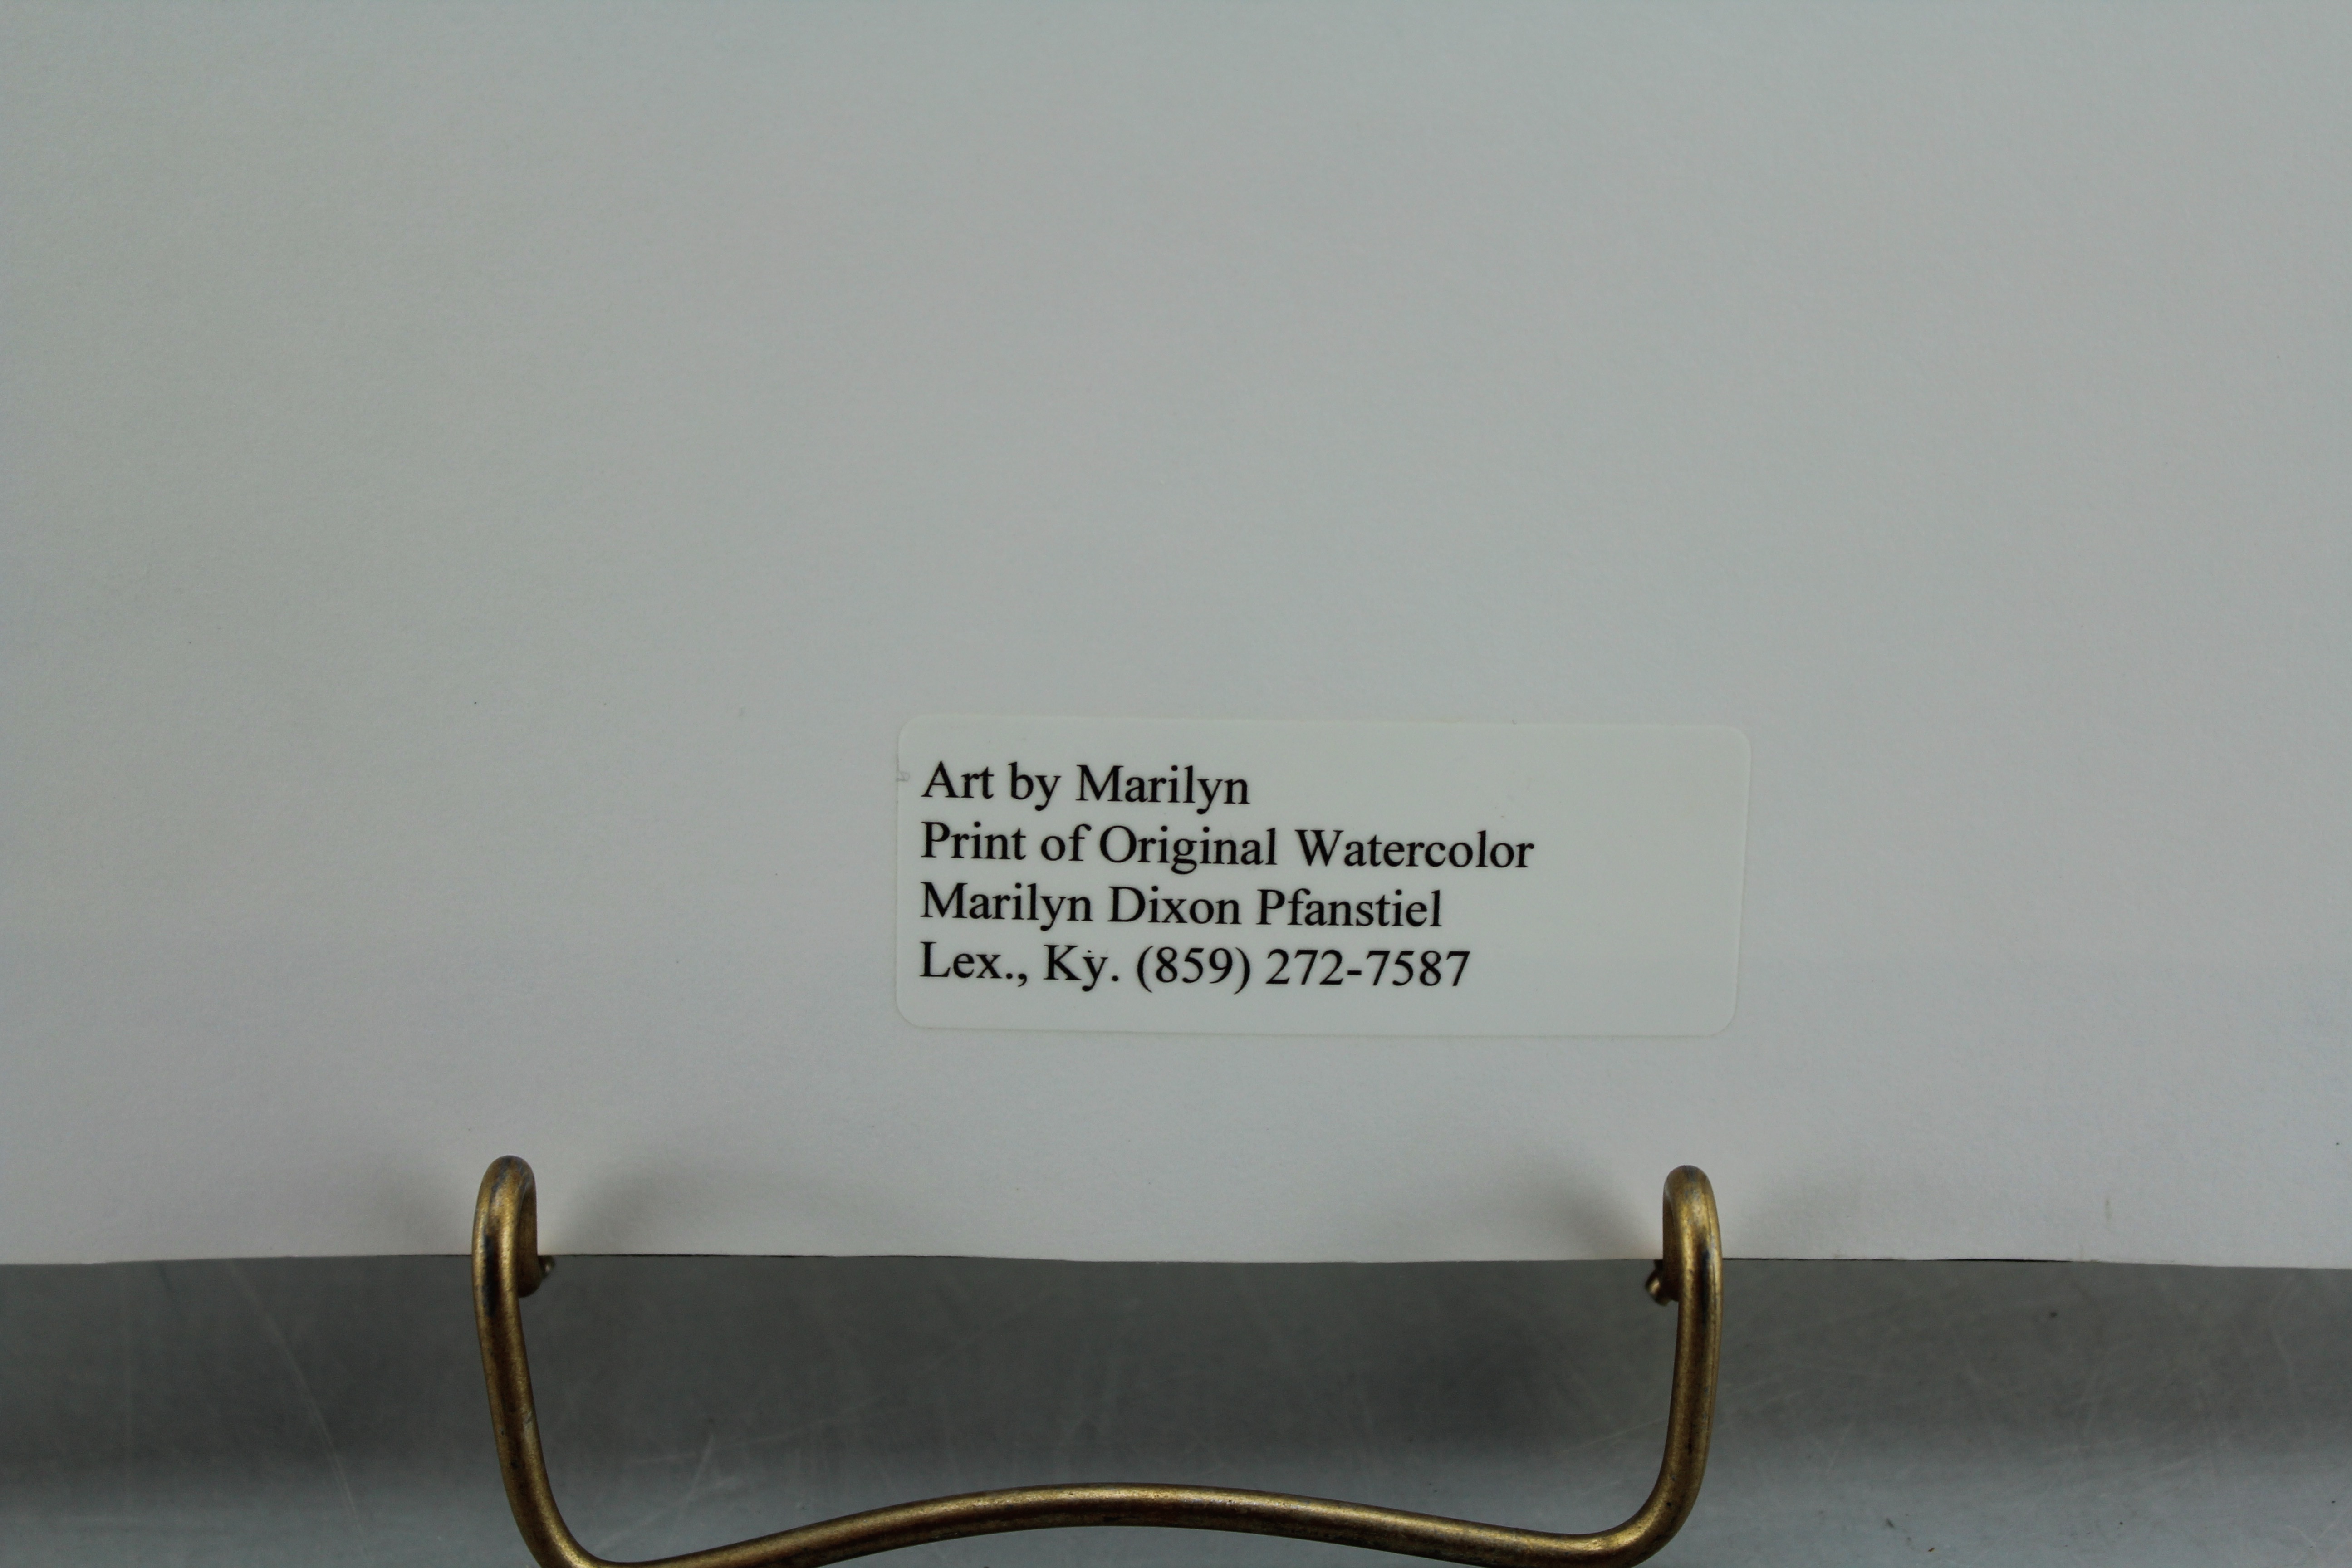 Art by Marilyn
Print of Original Watercolor
Marilyn Dixon Pfanstiel
Lex., Ky. (859) 272-7587